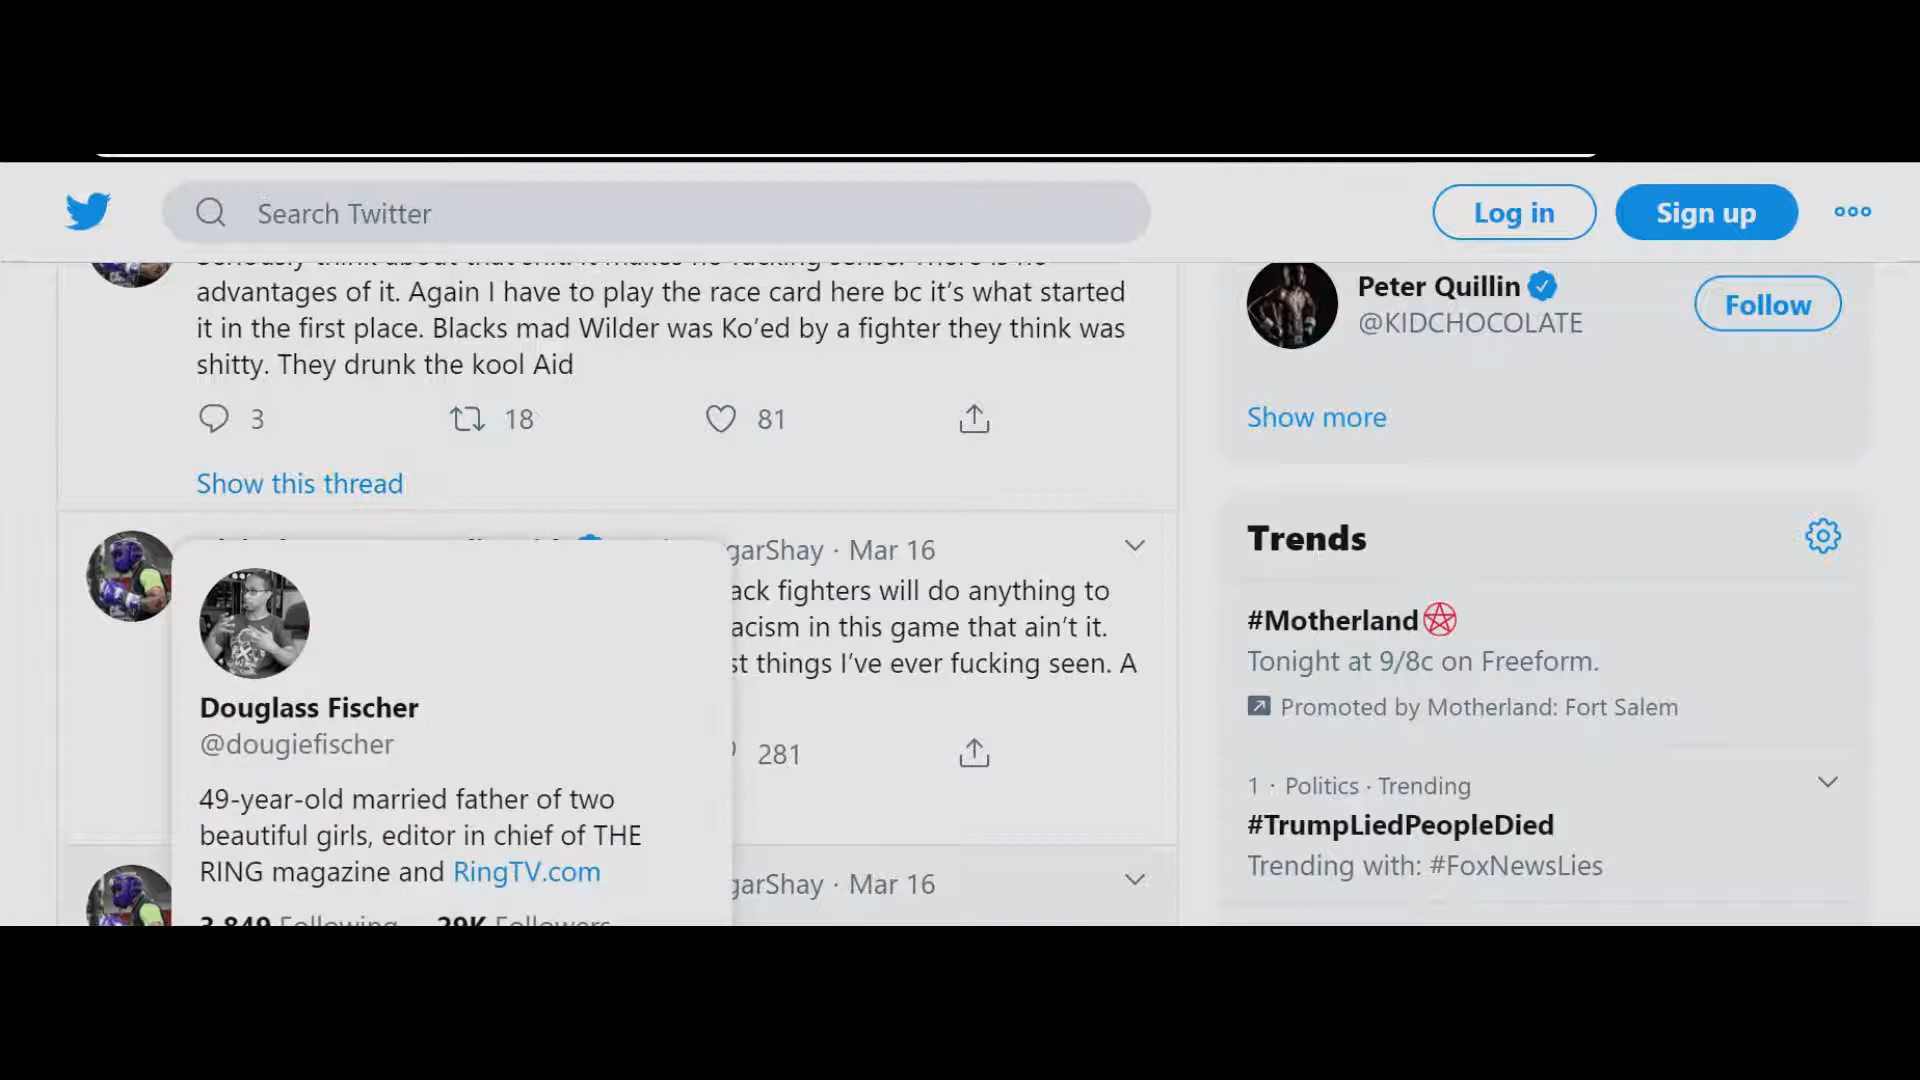 Search Twitter
Log in
Sign up
advantages of it. Again I have to play the race card here bc it's what started
it in the first place. Blacks mad Wilder was Ko'ed by a fighter they think was
shitty. They drunk the kool Aid
3
18
81
Show this thread
garShay · Mar 16
ack fighters will do anything to
acism in this game that ain't it.
st things I've ever fucking seen. A
281
Douglass Fischer
@dougiefischer
49-year-old married father of two
beautiful girls, editor in chief of THE
RING magazine and RingTV.com
3,849 Following 29K Followers
garShay · Mar 16
Peter Quillin
@KIDCHOCOLATE
Follow
Show more
Trends
#Motherland
Tonight at 9/8c on Freeform.
Promoted by Motherland: Fort Salem
1 · Politics · Trending
#TrumpLiedPeopleDied
Trending with: #FoxNewsLies